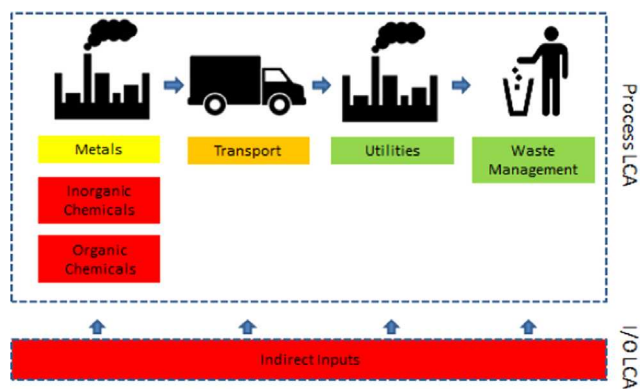 Metals
Transport
Utilities
Waste
Management
Inorganic
Chemicals
Organic
Chemicals
Process LCA
Indirect Inputs
I/O LCA